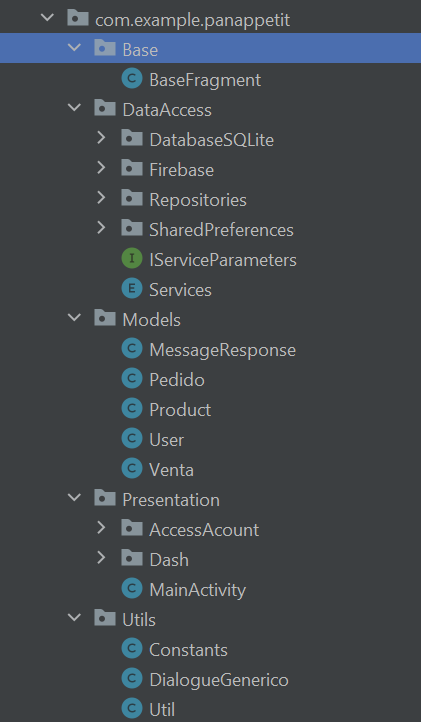 com.example.panappetit
Base
C BaseFragment
DataAccess
DatabaseSQLite
Firebase
Repositories
SharedPreferences
I IServiceParameters
E Services
Models
C MessageResponse
C Pedido
C Product
C User
C Venta
Presentation
AccessAcount
Dash
C MainActivity
Utils
C Constants
C DialogueGenerico
C Util